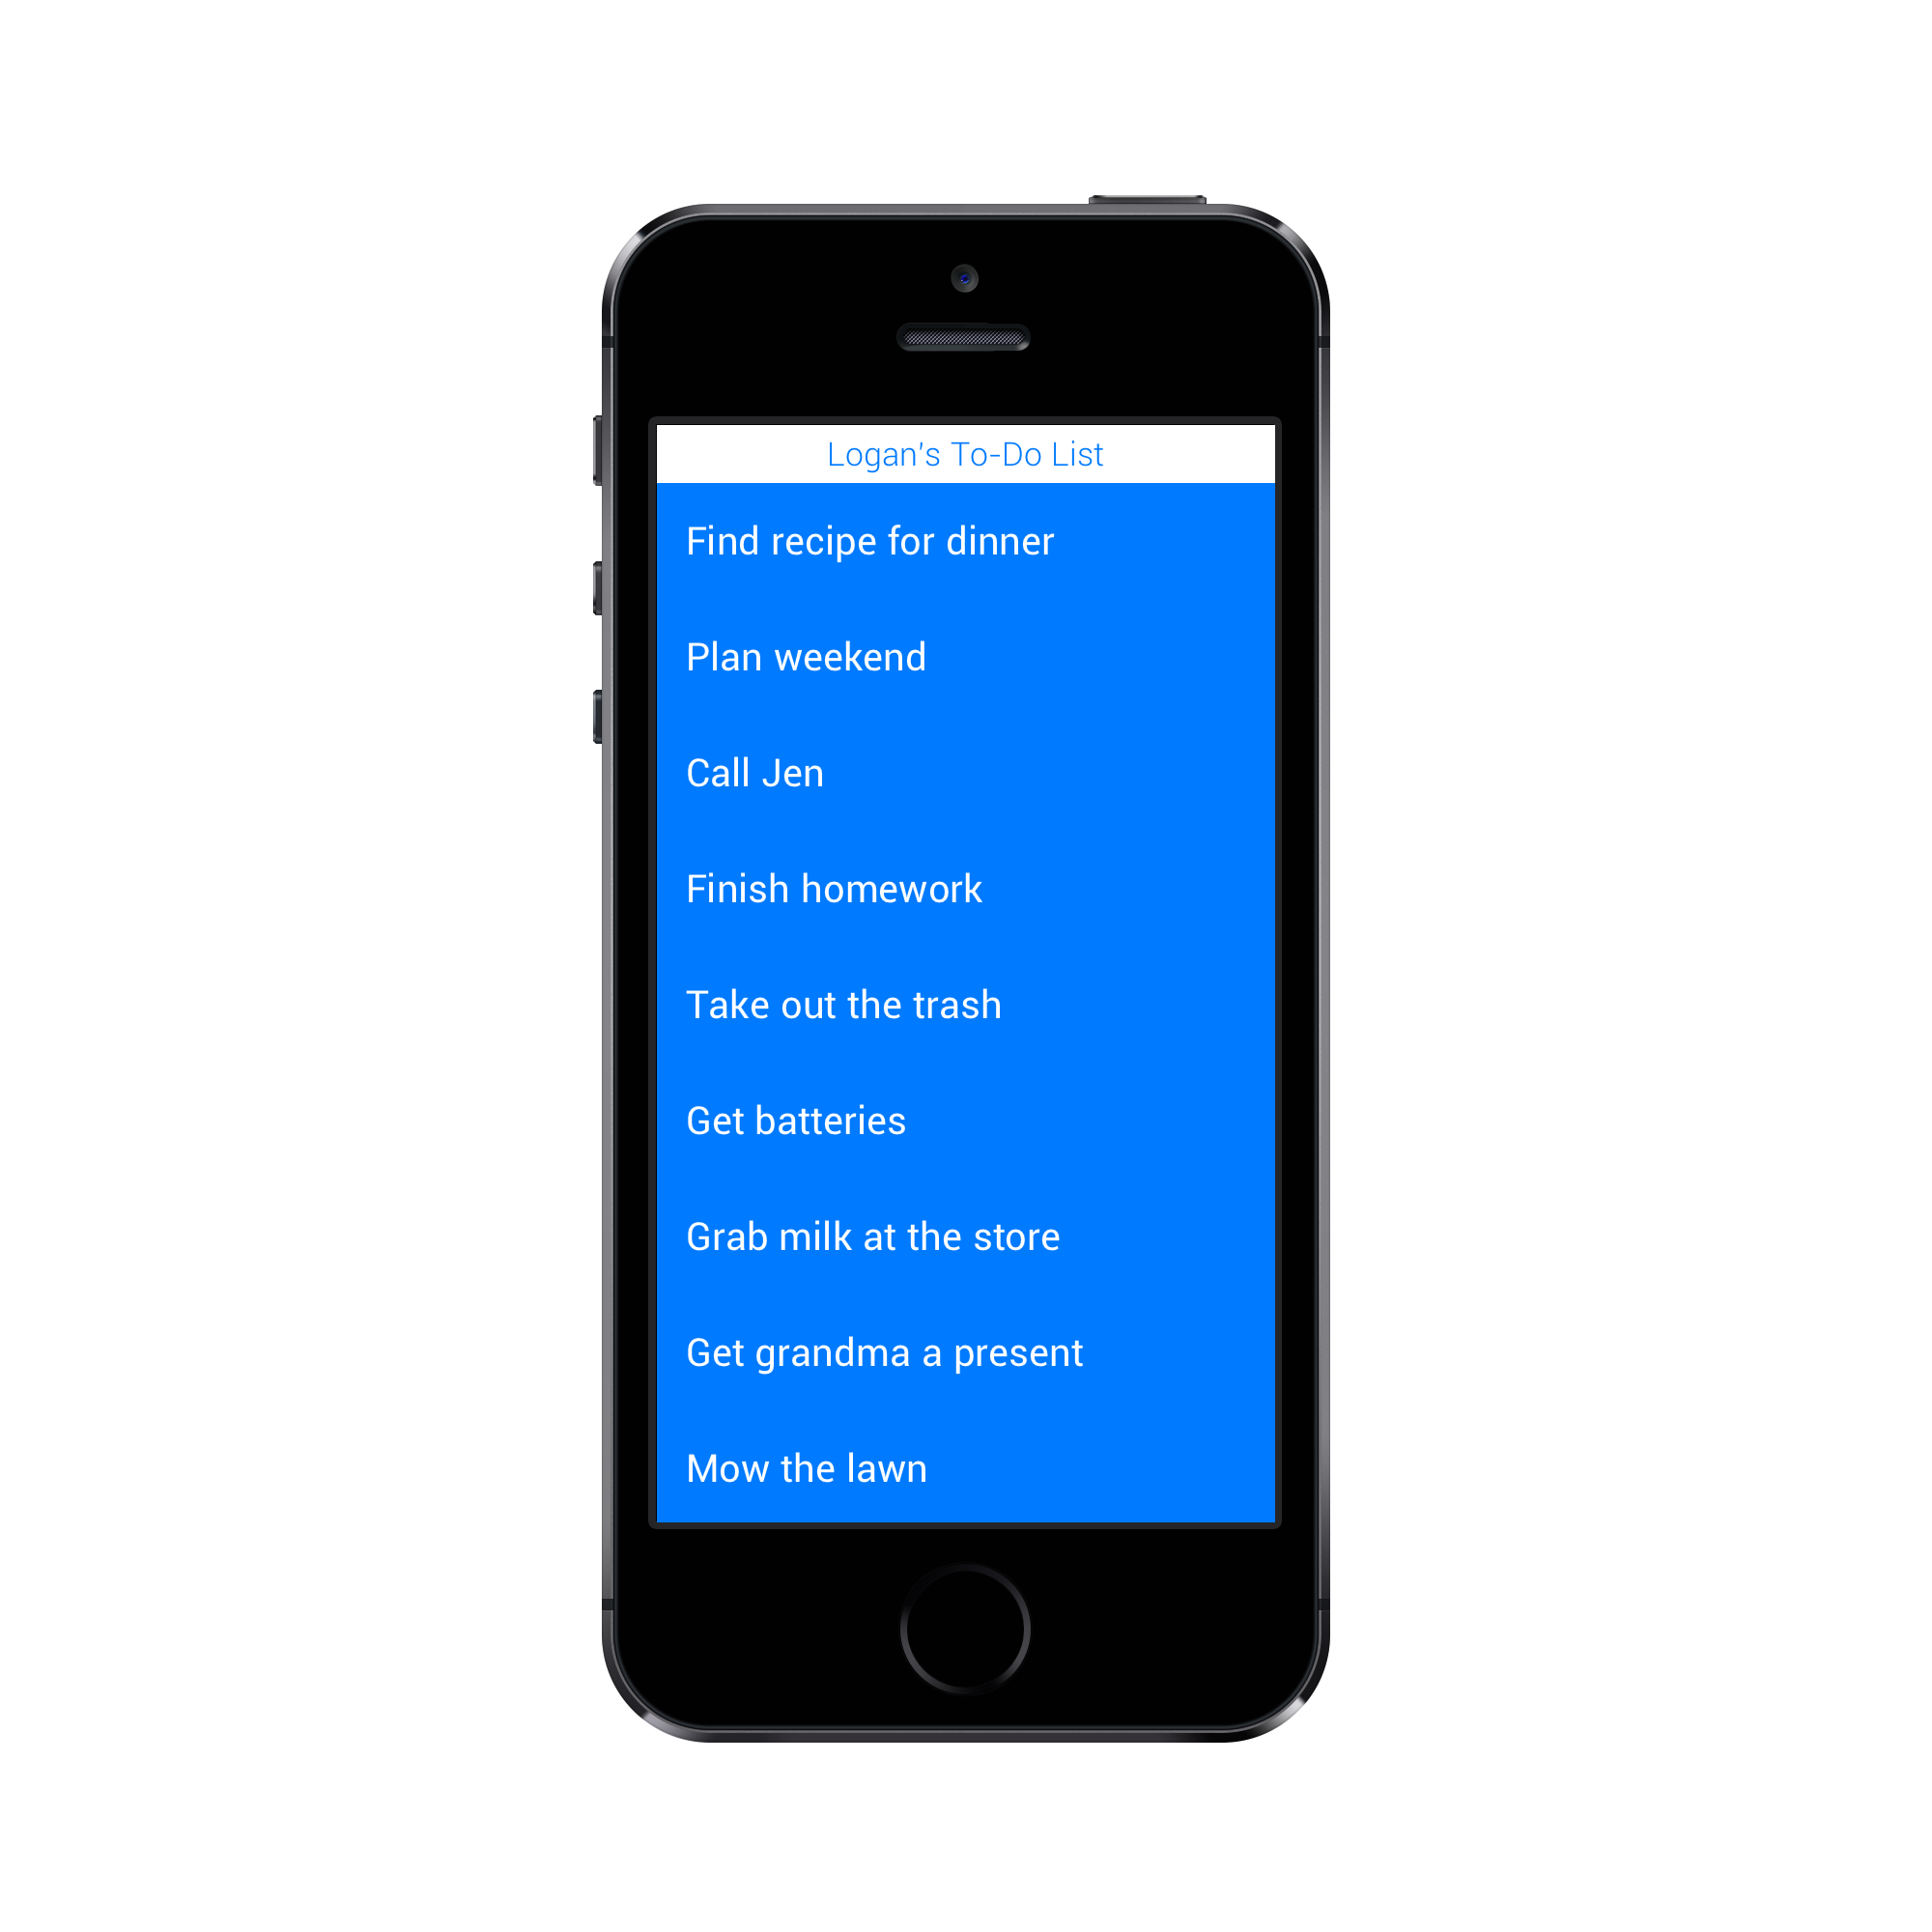 Logan's To-Do List
Find recipe for dinner
Plan weekend
Call Jen
Finish homework
Take out the trash
Get batteries
Grab milk at the store
Get grandma a present
Mow the lawn